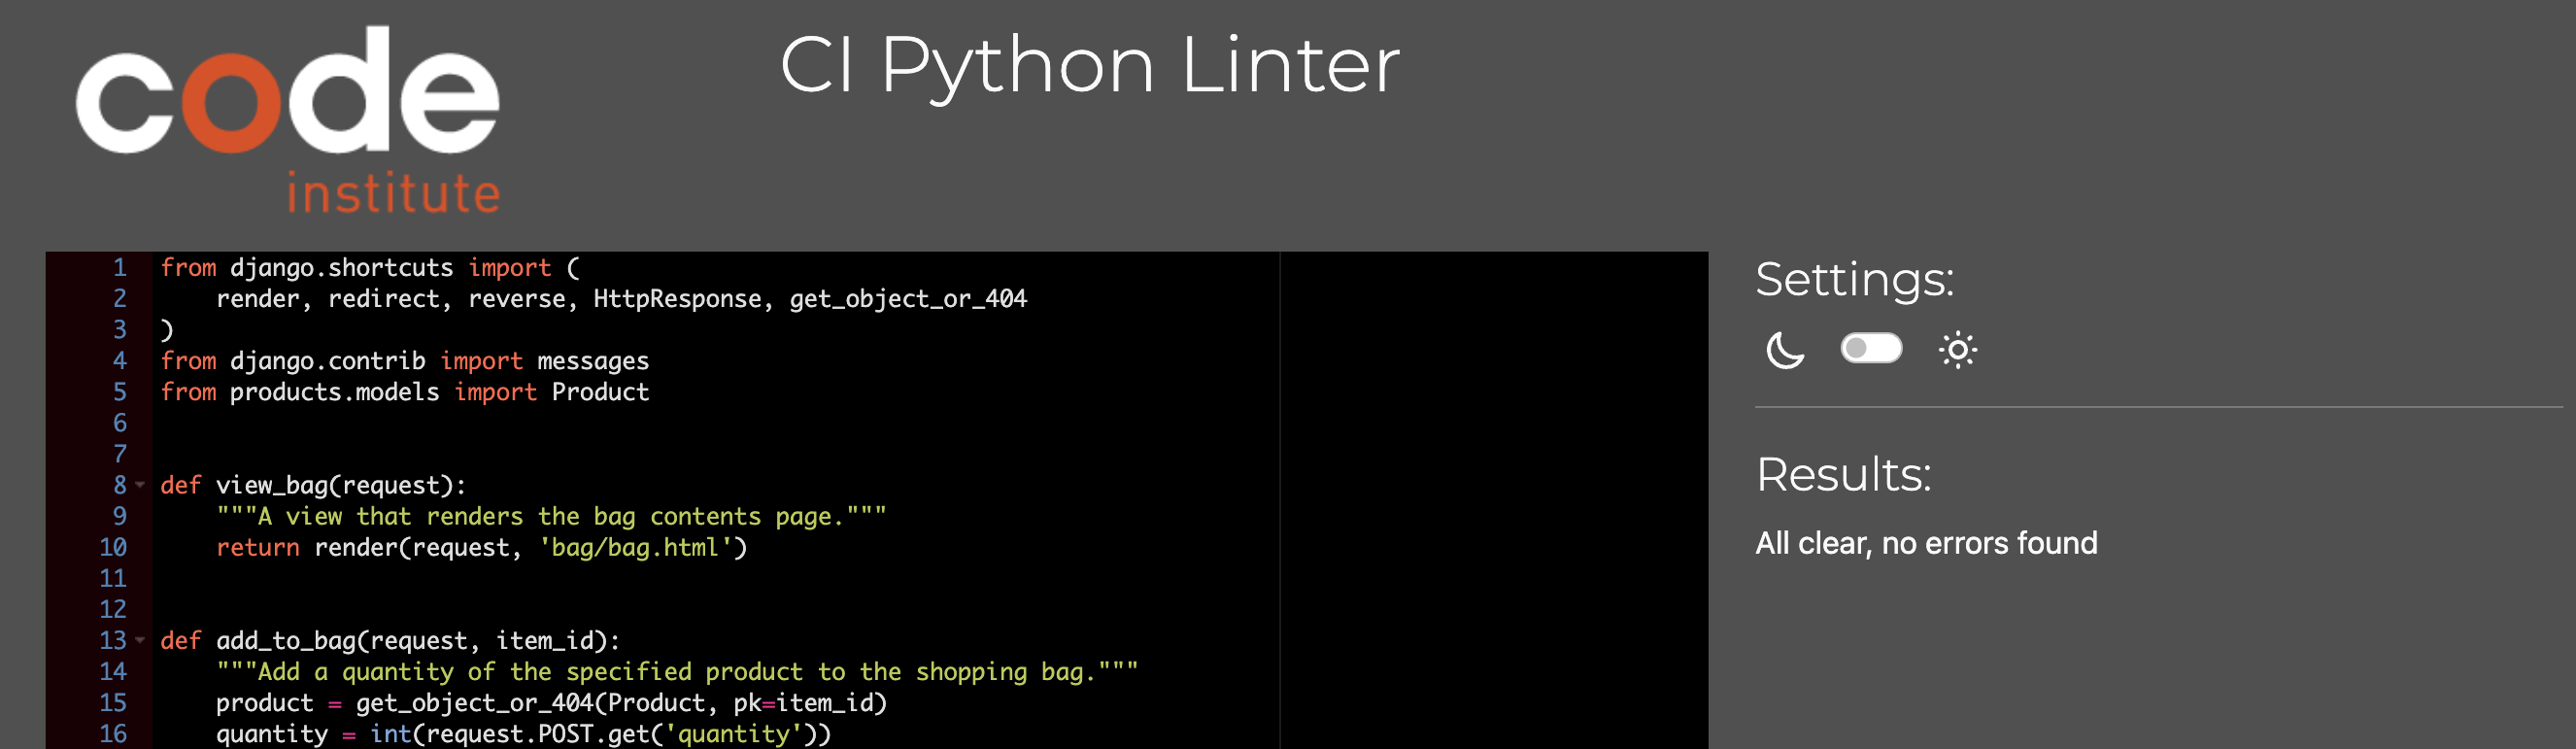 code
institute
CI Python Linter
1 from django.shortcuts import (
2     render, redirect, reverse, HttpResponse, get_object_or_404
3 )
4 from django.contrib import messages
5 from products.models import Product
6
7
8 def view_bag(request):
9     """A view that renders the bag contents page."""
10     return render(request, 'bag/bag.html')
11
12
13 def add_to_bag(request, item_id):
14     """Add a quantity of the specified product to the shopping bag."""
15     product = get_object_or_404(Product, pk=item_id)
16     quantity = int(request.POST.get('quantity'))
Settings:
Results:
All clear, no errors found